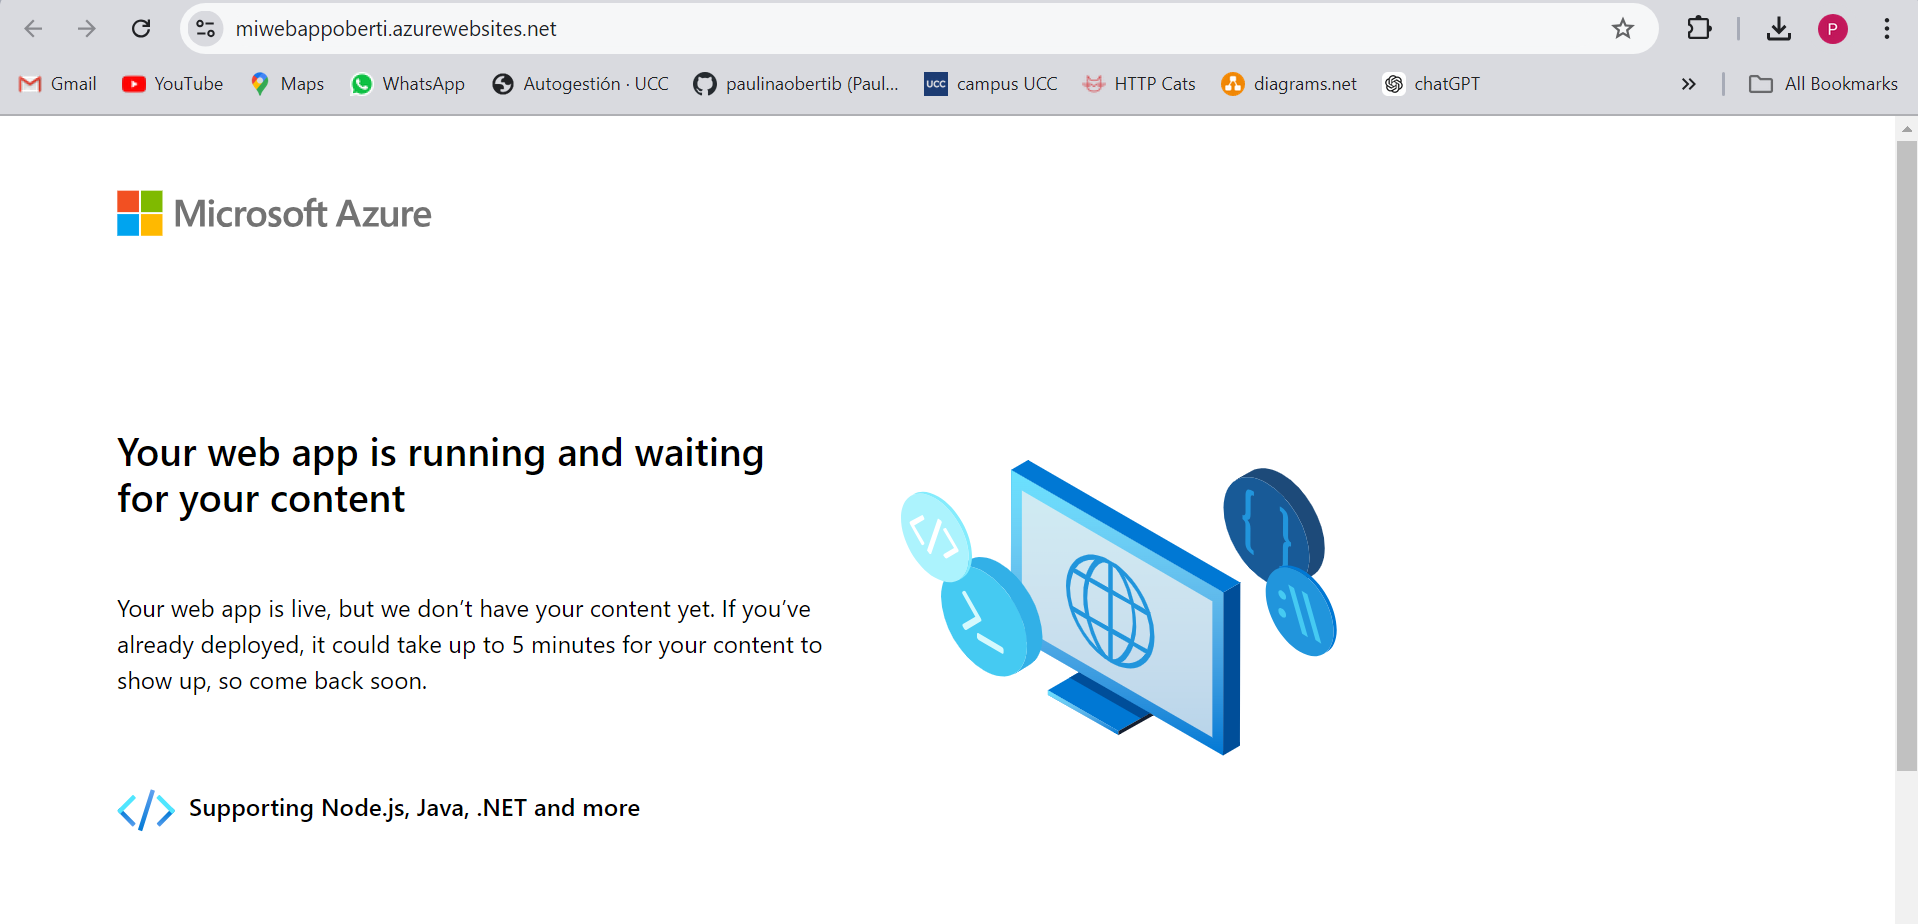 miwebappoberti.azurewebsites.net
P
Gmail
YouTube
Maps
WhatsApp
Autogestión · UCC
paulinaobertib (Paul...
UCC
campus UCC
HTTP Cats
diagrams.net
chatGPT
All Bookmarks
Microsoft Azure
Your web app is running and waiting
for your content
Your web app is live, but we don’t have your content yet. If you’ve
already deployed, it could take up to 5 minutes for your content to
show up, so come back soon.
Supporting Node.js, Java, .NET and more